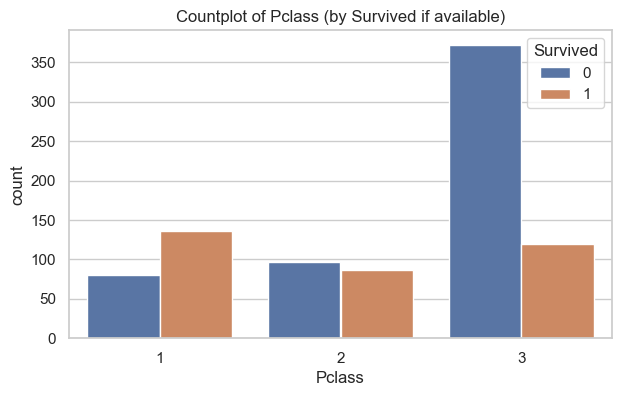 Countplot of Pclass (by Survived if available)
Survived
0
1
350
300
250
200
150
100
50
0
count
1 2 3
Pclass